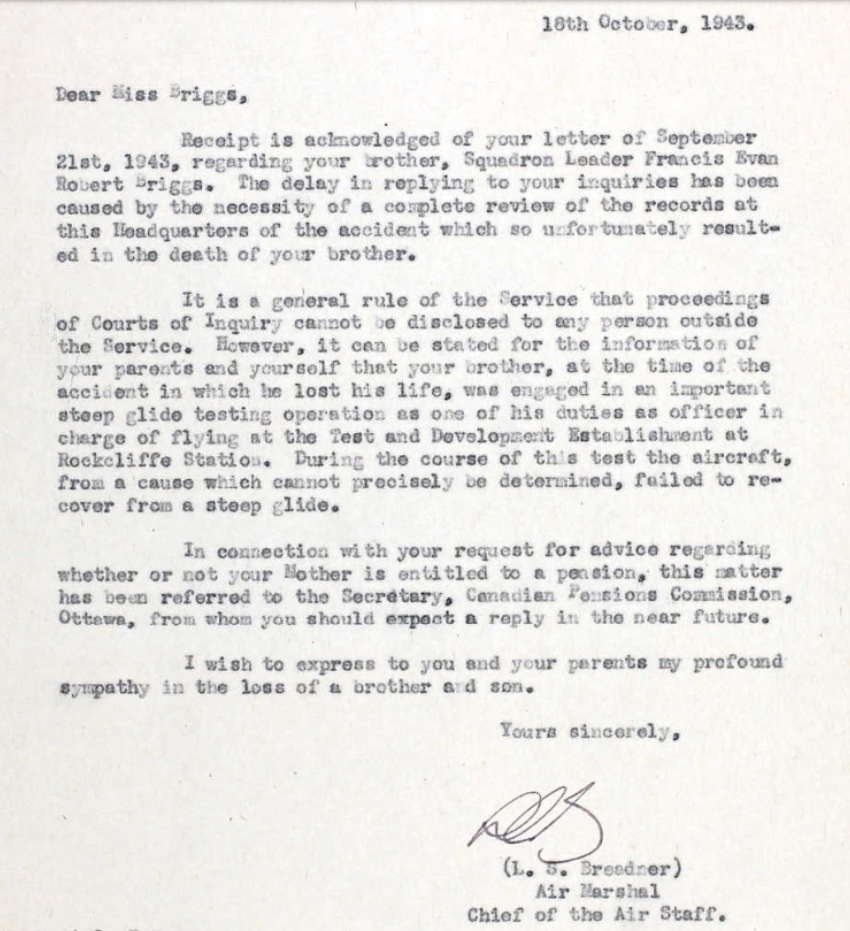 18th October, 1943.
Dear Miss Briggs,
Receipt is acknowledged of your letter of September
21st, 1943, regarding your brother, Squadron Leader Francis Evan
Robert Briggs. The delay in replying to your inquiries has been
caused by the necessity of a complete review of the records at
this Headquarters of the accident which so unfortunately result-
ed in the death of your brother.
It is a general rule of the Service that proceedings
of Courts of Inquiry cannot be disclosed to any person outside
the Service. However, it can be stated for the information of
your parents and yourself that your brother, at the time of the
accident in which he lost his life, was engaged in an important
steep glide testing operation as one of his duties as officer in
charge of flying at the Test and Development Establishment at
Rockcliffe Station. During the course of this test the aircraft,
from a cause which cannot precisely be determined, failed to re-
cover from a steep glide.
In connection with your request for advice regarding
whether or not your Mother is entitled to a pension, this matter
has been referred to the Secretary, Canadian Pensions Commission,
Ottawa, from whom you should expect a reply in the near future.
I wish to express to you and your parents my profound
sympathy in the loss of a brother and son.
Yours sincerely,
(L. S. Breadner)
Air Marshal
Chief of the Air Staff.